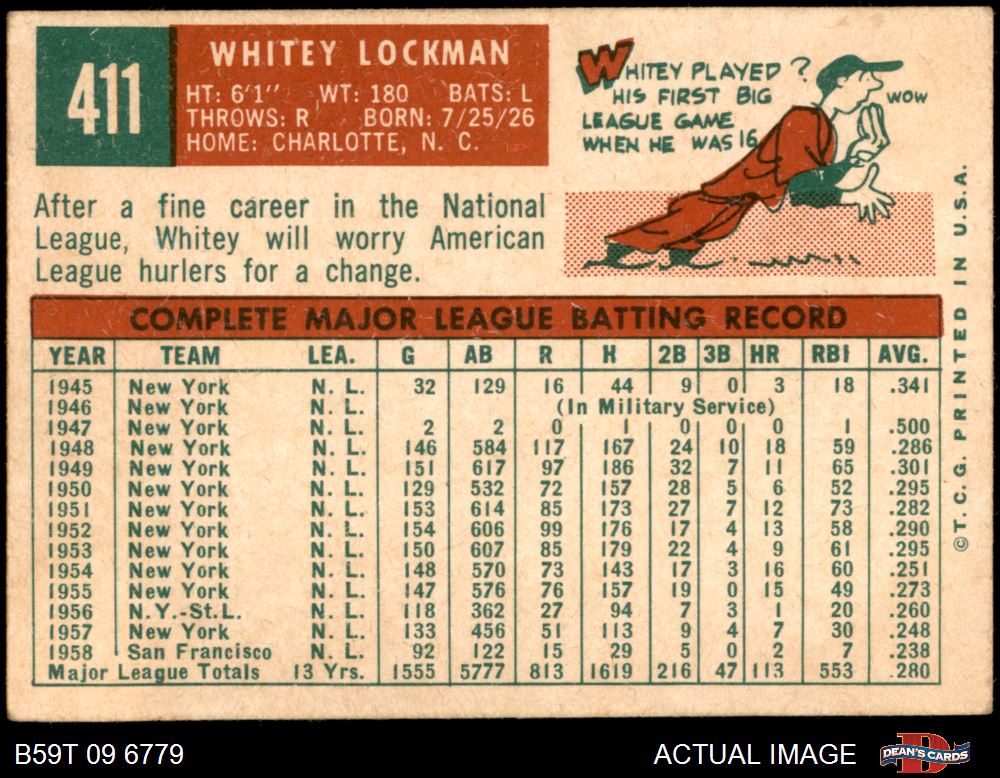 411
WHITEY LOCKMAN
HT: 6'1" WT: 180 BATS: L
THROWS: R BORN: 7/25/26
HOME: CHARLOTTE, N. C.
WHITEY PLAYED ?
HIS FIRST BIG
LEAGUE GAME
WHEN HE WAS 16
WOW
After a fine career in the National
League, Whitey will worry American
League hurlers for a change.
COMPLETE MAJOR LEAGUE BATTING RECORD
YEAR TEAM LEA. G AB R H 2B 3B HR RBI AVG.
1945 New York N. L. 32 129 16 44 9 0 3 18 .341
1946 New York N. L. (In Military Service)
1947 New York N. L. 2 2 0 1 0 0 0 1 .500
1948 New York N. L. 146 584 117 167 24 10 18 59 .286
1949 New York N. L. 151 617 97 186 32 7 11 65 .301
1950 New York N. L. 129 532 72 157 28 5 6 52 .295
1951 New York N. L. 153 614 85 173 27 7 12 73 .282
1952 New York N. L. 154 606 99 176 17 4 13 58 .290
1953 New York N. L. 150 607 85 179 22 4 9 61 .295
1954 New York N. L. 148 570 73 143 17 3 16 60 .251
1955 New York N. L. 147 576 76 157 19 0 15 49 .273
1956 N.Y.-St.L. N. L. 118 362 27 94 7 3 1 20 .260
1957 New York N. L. 133 456 51 113 9 4 7 30 .248
1958 San Francisco N. L. 92 122 15 29 5 0 2 7 .238
Major League Totals 13 Yrs. 1555 5777 813 1619 216 47 113 553 .280
©T. C. G. PRINTED IN U.S.A.
B59T 09 6779
ACTUAL IMAGE
D
DEAN'S CARDS